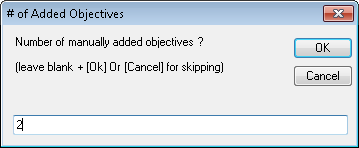 # of Added Objectives
Number of manually added objectives ?
(leave blank + [Ok] Or [Cancel] for skipping)
OK
Cancel
2